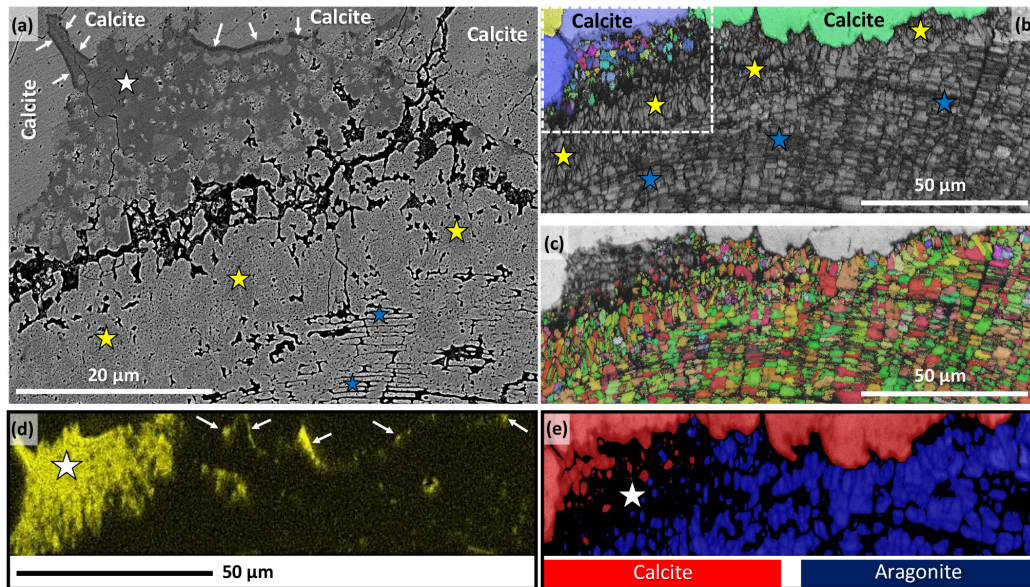 (a)
Calcite
Calcite
Calcite
Calcite
20 µm
Calcite
Calcite
(b)
50 µm
(c)
50 µm
(d)
50 µm
(e)
Calcite
Aragonite